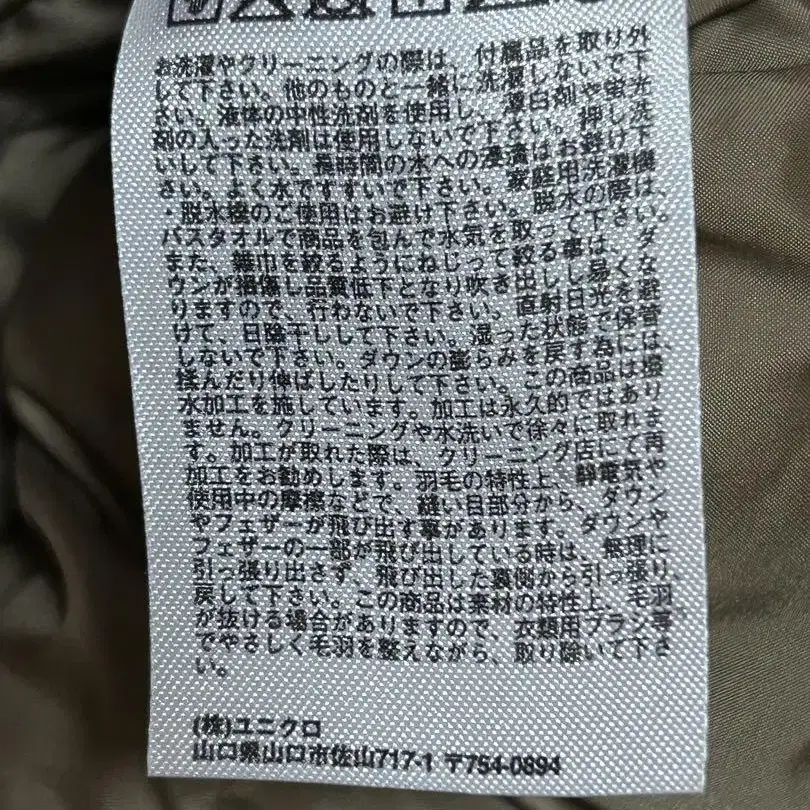 お洗濯やクリーニングの際は、付属品を取り外
して下さい。他のものと一緒に洗濯しないで下
さい。液体の中性洗剤を使用し、漂白剤や蛍光
剤の入った洗剤は使用しないで下さい。押し洗
いして下さい。長時間の水への浸漬はお避け下
さい。よく水ですすいで下さい。家庭用洗濯機
・脱水機のご使用はお避け下さい。脱水の際は、
バスタオルで商品を包んで水気を取って下さい。
また、雑巾を絞るようにねじって絞る事は、ダ
ウンが損傷し品質低下となり吹き出し易くな
りますので、行わないで下さい。直射日光を避
けて、日陰干しして下さい。湿った状態で保管
しないで下さい。ダウンの膨らみを戻す為には、
揉んだり伸ばしたりして下さい。この商品は撥
水加工を施しています。加工は永久的ではあり
ません。クリーニングや水洗いで徐々に取れま
す。加工が取れた際は、クリーニング店にて再
加工をお勧めします。羽毛の特性上、静電気や
使用中の摩擦などで、縫い目部分から、ダウン
やフェザーが飛び出す事があります。ダウンや
フェザーの一部が飛び出している時は、無理に
引っ張り出さず、飛び出した裏側から引っ張り、
戻して下さい。この商品は素材の特性上、毛羽
が抜ける場合がありますので、衣類用ブラシ等
でやさしく毛羽を整えながら、取り除いて下さ
い。
(株)ユニクロ
山口県山口市佐山717-1 〒754-0894